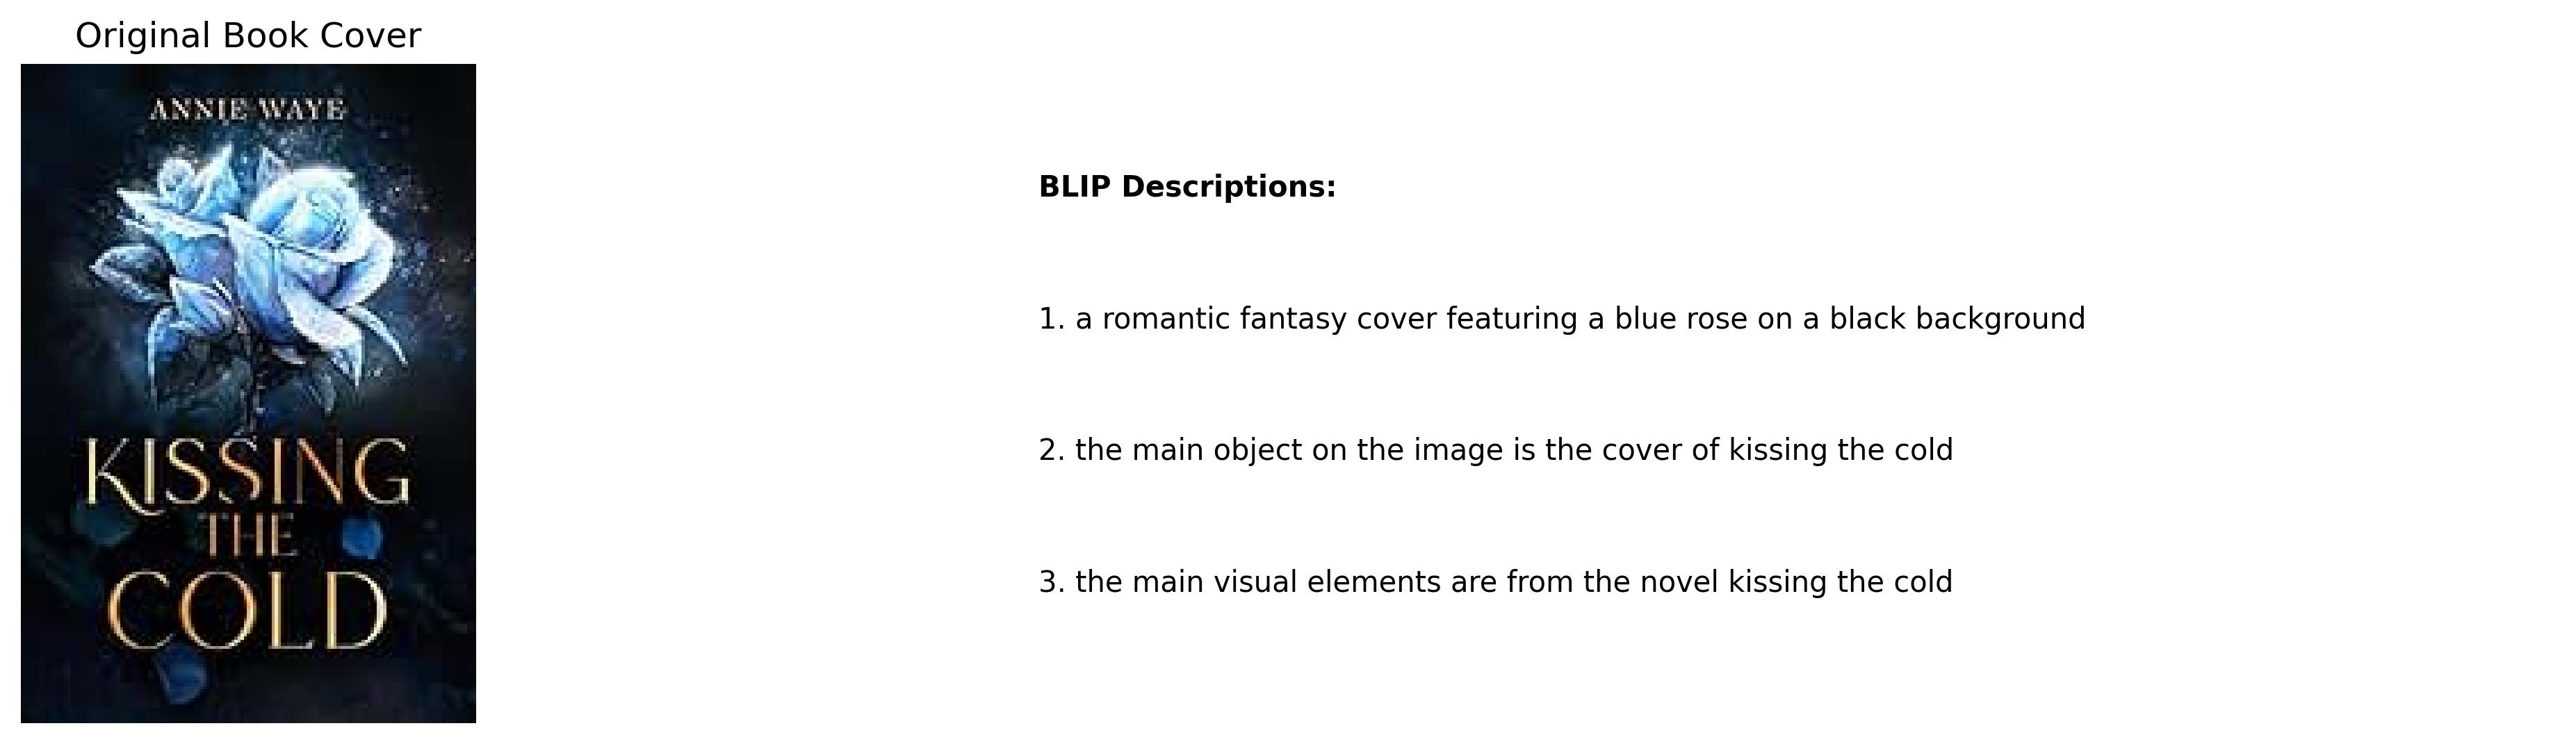 Original Book Cover
ANNIE WAYE
KISSING
THE
COLD
BLIP Descriptions:
1. a romantic fantasy cover featuring a blue rose on a black background
2. the main object on the image is the cover of kissing the cold
3. the main visual elements are from the novel kissing the cold